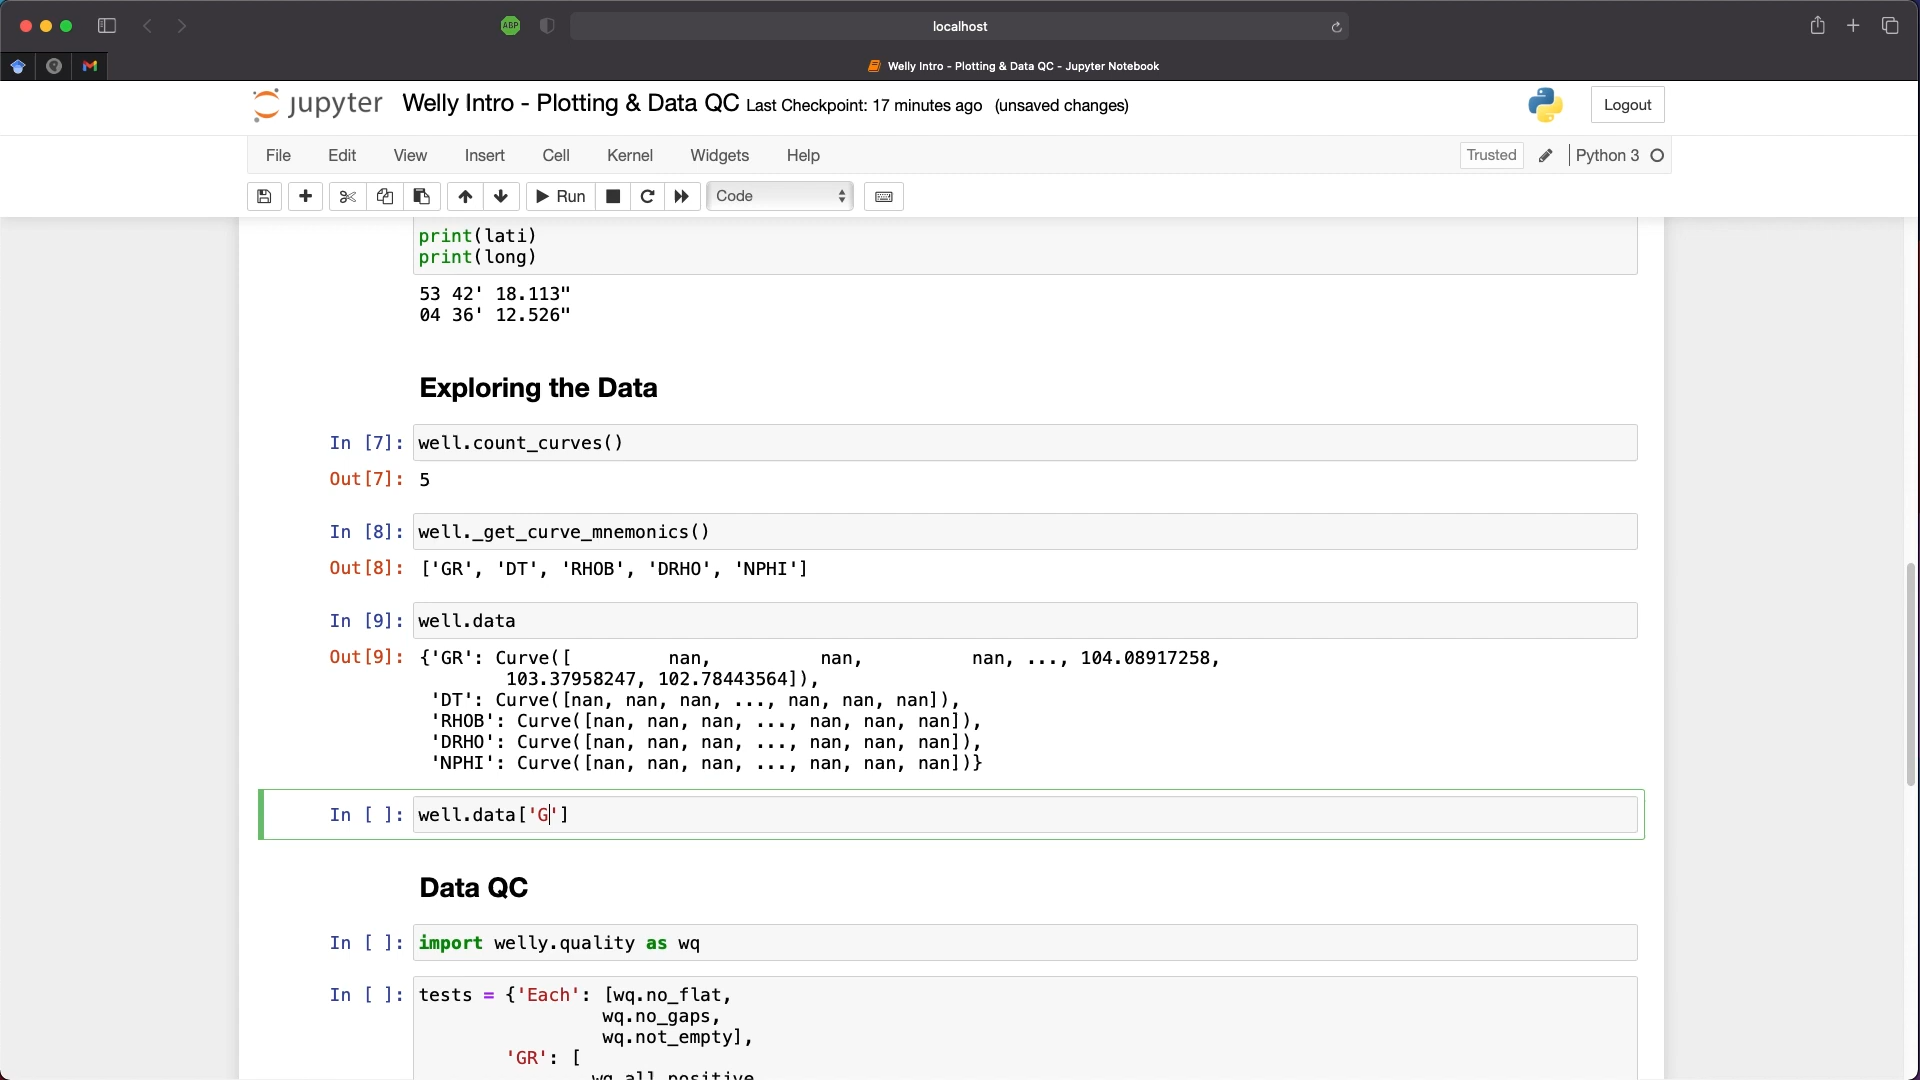 ABP
localhost
Welly Intro - Plotting & Data QC - Jupyter Notebook
jupyter Welly Intro - Plotting & Data QC Last Checkpoint: 17 minutes ago (unsaved changes)
Logout
File Edit View Insert Cell Kernel Widgets Help
Trusted Python 3
Run Code
print(lati)
print(long)
53 42' 18.113"
04 36' 12.526"
Exploring the Data
In [7]: well.count_curves()
Out[7]: 5
In [8]: well._get_curve_mnemonics()
Out[8]: ['GR', 'DT', 'RHOB', 'DRHO', 'NPHI']
In [9]: well.data
Out[9]: {'GR': Curve([ nan, nan, nan, ..., 104.08917258,
103.37958247, 102.78443564]),
'DT': Curve([nan, nan, nan, ..., nan, nan, nan]),
'RHOB': Curve([nan, nan, nan, ..., nan, nan, nan]),
'DRHO': Curve([nan, nan, nan, ..., nan, nan, nan]),
'NPHI': Curve([nan, nan, nan, ..., nan, nan, nan])}
In [ ]: well.data['G']
Data QC
In [ ]: import welly.quality as wq
In [ ]: tests = {'Each': [wq.no_flat,
wq.no_gaps,
wq.not_empty],
'GR': [
wq.all_positive